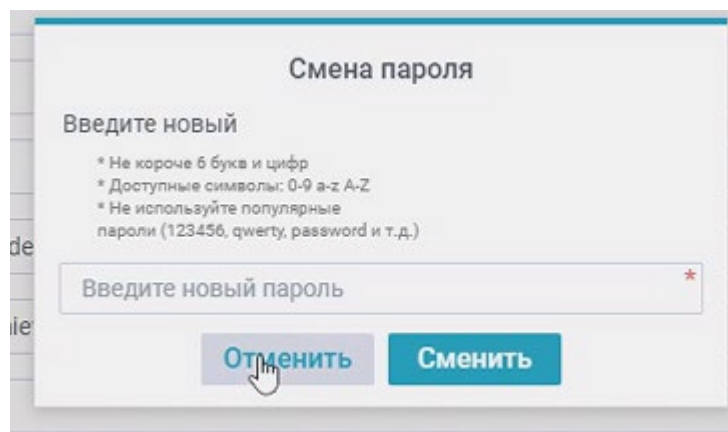 Смена пароля
Введите новый
* Не короче 6 букв и цифр
* Доступные символы: 0-9 a-z A-Z
* Не используйте популярные
пароли (123456, qwerty, password и т.д.)
Введите новый пароль *
Отменить Сменить